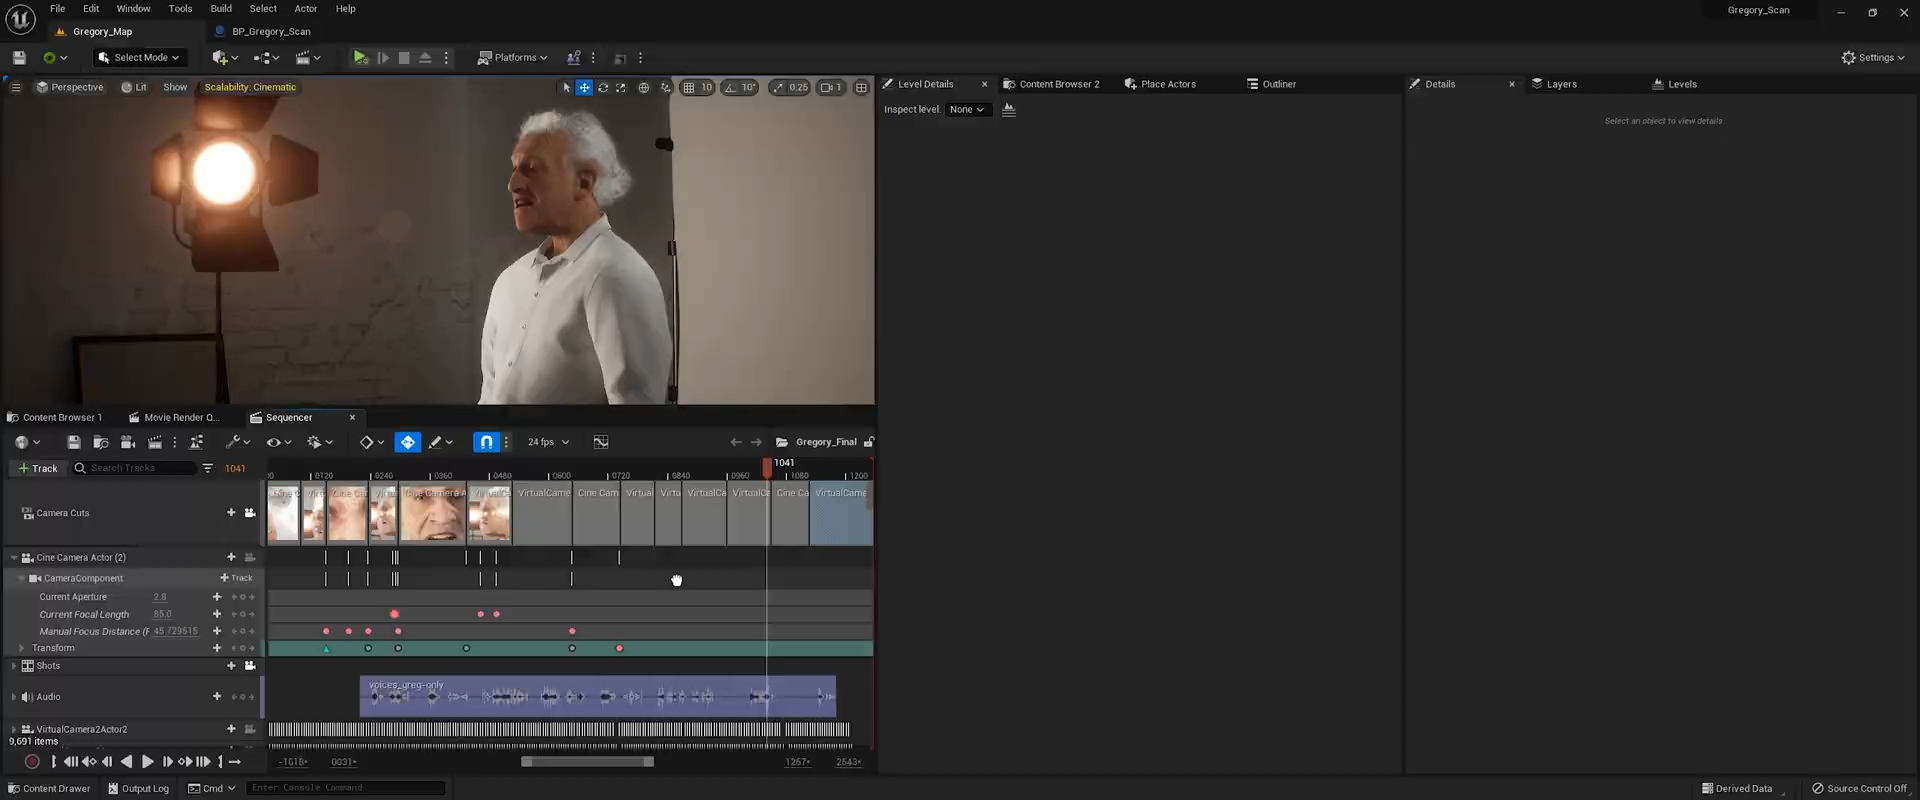 File Edit Window Tools Build Select Actor Help
Gregory_Scan
Gregory_Map
BP_Gregory_Scan
Select Mode
Platforms
Settings
Perspective
Lit
Show
Scalability: Cinematic
10
10°
0.25
1
Level Details
Content Browser 2
Place Actors
Outliner
Details
Layers
Levels
Inspect level: None
Select an object to view details
Content Browser 1
Movie Render Q...
Sequencer
24 fps
Gregory_Final
+ Track
Search Tracks
1041
1041
0120
0240
0360
0480
0600
0720
0840
0960
1080
1200
Camera Cuts
VirtualCame
Cine Cam
Virtual
Virtu
VirtualCa
VirtualCa
Cine Ca
VirtualCame
Cine Camera Actor (2)
CameraComponent
Track
Current Aperture 2.8
Current Focal Length 85.0
Manual Focus Distance (F 45.729515
Transform
Shots
Audio
voices_greg-only
VirtualCamera2Actor2
9,691 items
-1618*
0031*
1257*
2543*
Content Drawer
Output Log
Cmd
Enter Console Command
Derived Data
Source Control Off